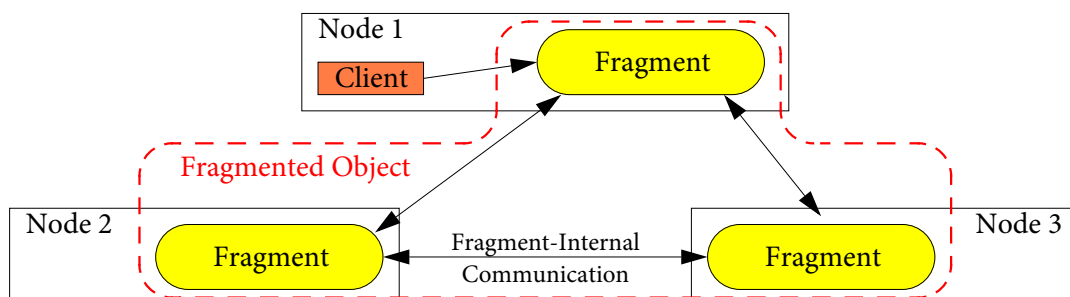 Node 1
Client
Fragment
Fragmented Object
Node 2
Fragment
Fragment-Internal
Communication
Node 3
Fragment